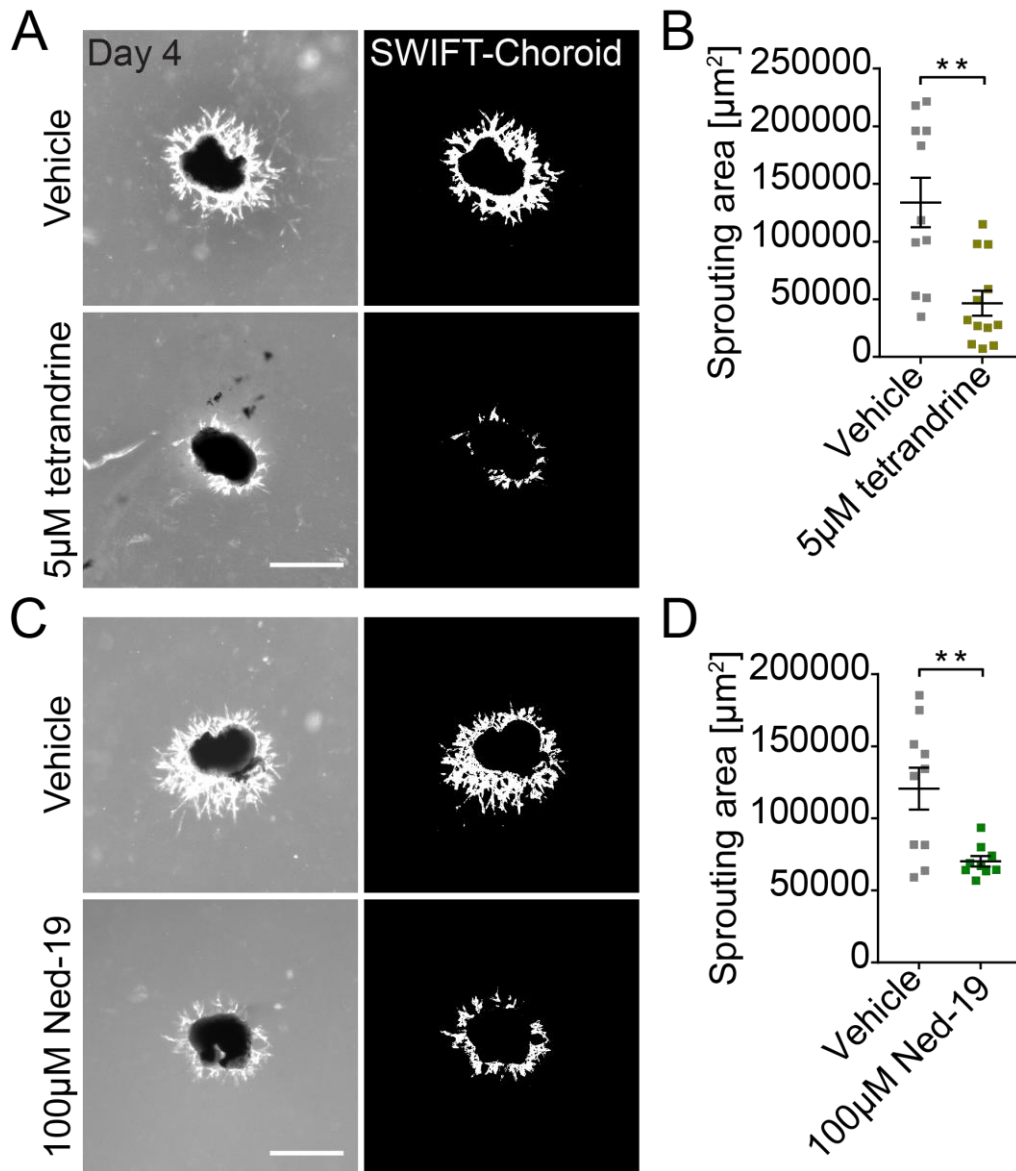 A
Day 4
SWIFT-Choroid
Vehicle
5µM tetrandrine
B
Sprouting area [µm²]
250000
200000
150000
100000
50000
0
**
Vehicle
5µM tetrandrine
C
Vehicle
100µM Ned-19
D
Sprouting area [µm²]
200000
150000
100000
50000
0
**
Vehicle
100µM Ned-19